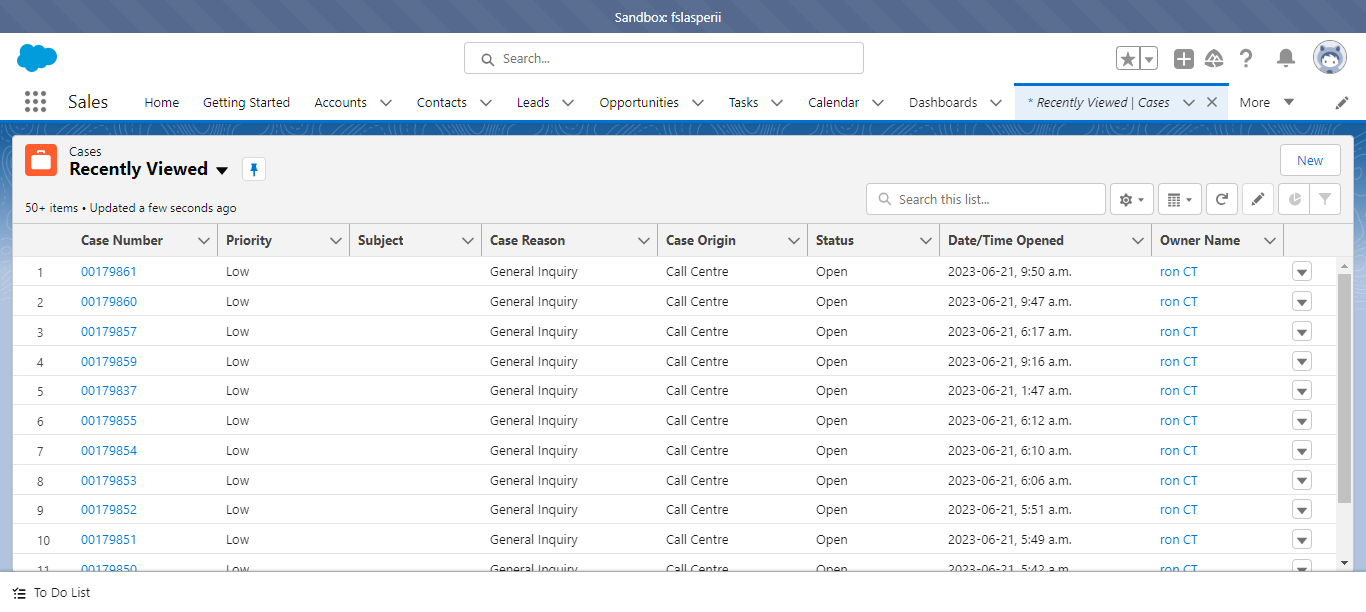 Sandbox: fslasperii
Search...
Sales Home Getting Started Accounts Contacts Leads Opportunities Tasks Calendar Dashboards * Recently Viewed | Cases More
Cases
Recently Viewed
New
50+ items • Updated a few seconds ago
Search this list...
Case Number Priority Subject Case Reason Case Origin Status Date/Time Opened Owner Name
1 00179861 Low General Inquiry Call Centre Open 2023-06-21, 9:50 a.m. ron CT
2 00179860 Low General Inquiry Call Centre Open 2023-06-21, 9:47 a.m. ron CT
3 00179857 Low General Inquiry Call Centre Open 2023-06-21, 6:17 a.m. ron CT
4 00179859 Low General Inquiry Call Centre Open 2023-06-21, 9:16 a.m. ron CT
5 00179837 Low General Inquiry Call Centre Open 2023-06-21, 1:47 a.m. ron CT
6 00179855 Low General Inquiry Call Centre Open 2023-06-21, 6:12 a.m. ron CT
7 00179854 Low General Inquiry Call Centre Open 2023-06-21, 6:10 a.m. ron CT
8 00179853 Low General Inquiry Call Centre Open 2023-06-21, 6:06 a.m. ron CT
9 00179852 Low General Inquiry Call Centre Open 2023-06-21, 5:51 a.m. ron CT
10 00179851 Low General Inquiry Call Centre Open 2023-06-21, 5:49 a.m. ron CT
11 00179850 Low General Inquiry Call Centre Open 2023-06-21, 5:42 a.m. ron CT
To Do List